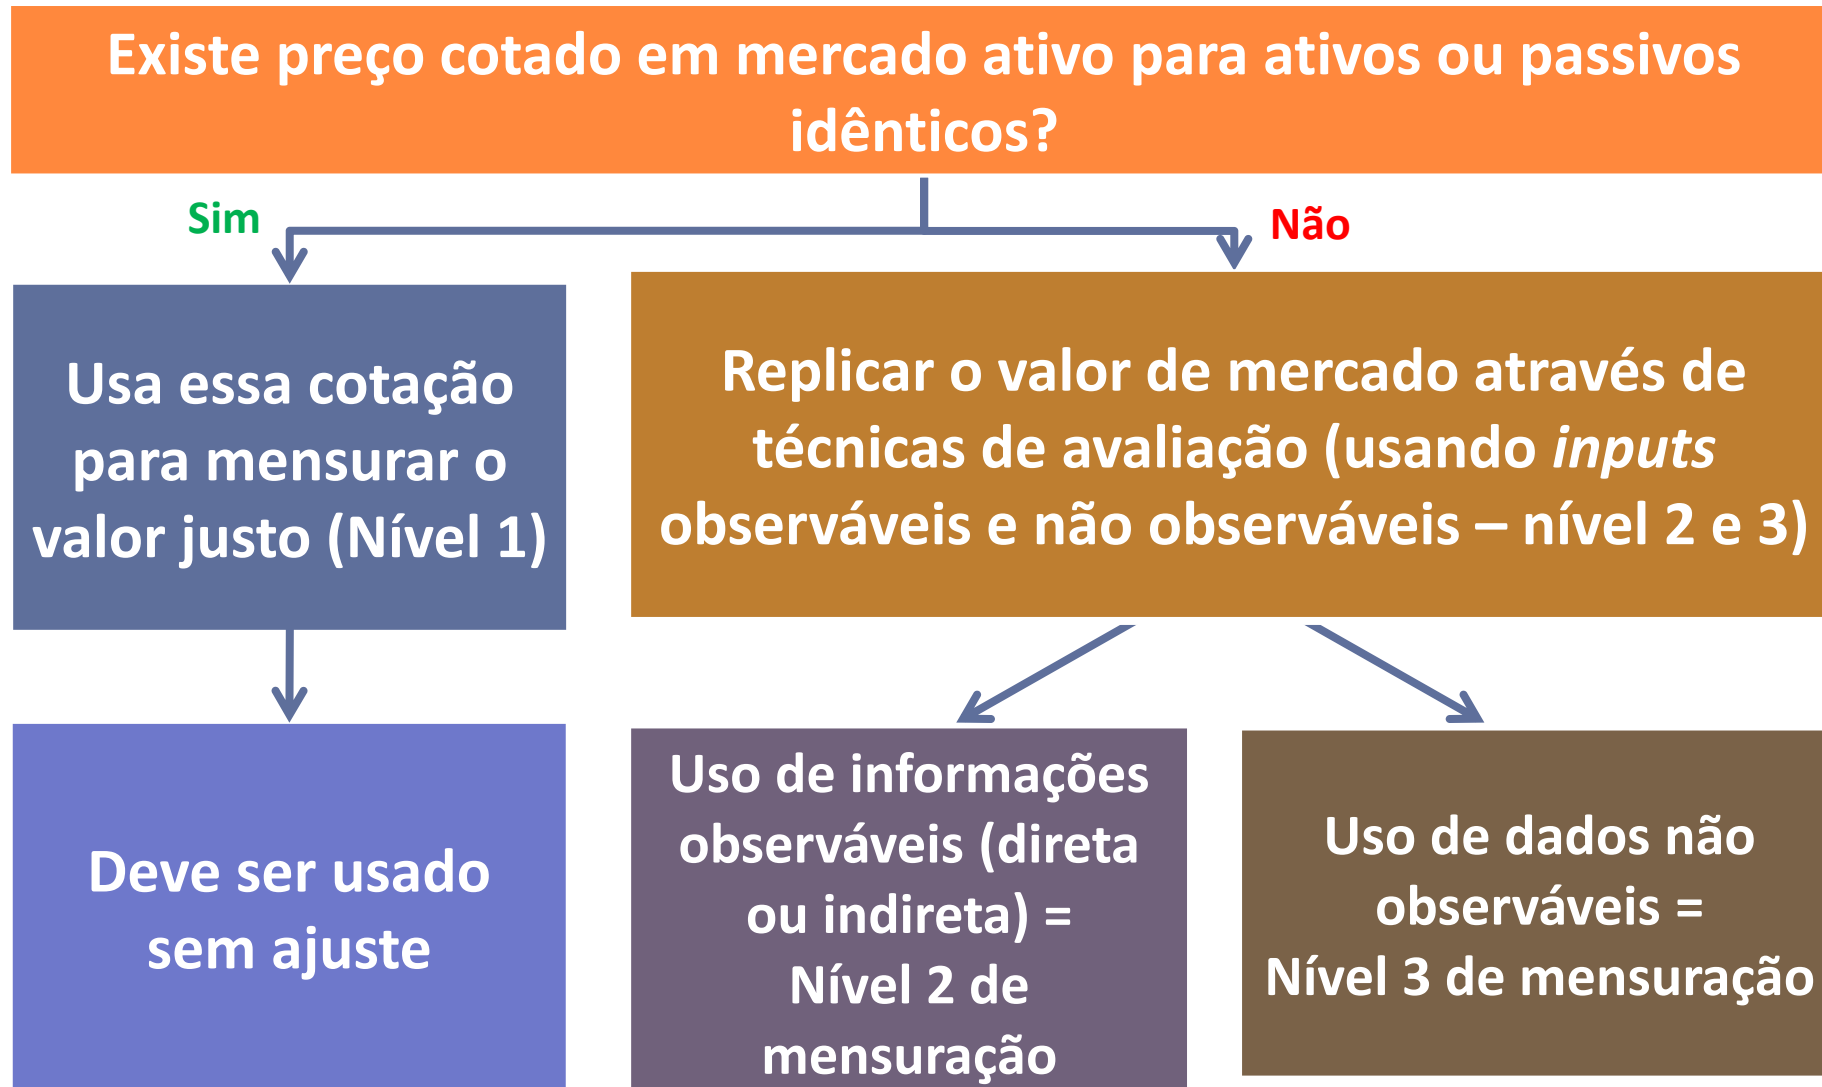 Existe preço cotado em mercado ativo para ativos ou passivos
idênticos?
Sim
Não
Usa essa cotação
para mensurar o
valor justo (Nível 1)
Replicar o valor de mercado através de
técnicas de avaliação (usando inputs
observáveis e não observáveis – nível 2 e 3)
Deve ser usado
sem ajuste
Uso de informações
observáveis (direta
ou indireta) =
Nível 2 de
mensuração
Uso de dados não
observáveis =
Nível 3 de mensuração